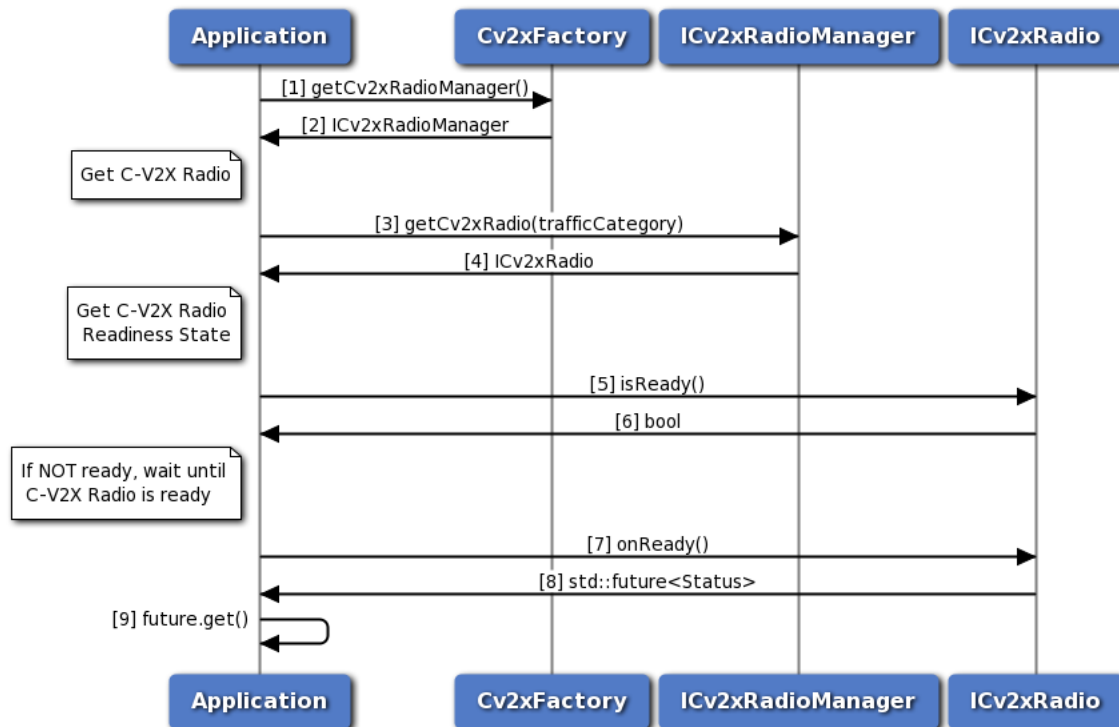 Application
Cv2xFactory
ICv2xRadioManager
ICv2xRadio
[1] getCv2xRadioManager()
[2] ICv2xRadioManager
Get C-V2X Radio
[3] getCv2xRadio(trafficCategory)
[4] ICv2xRadio
Get C-V2X Radio
Readiness State
[5] isReady()
[6] bool
If NOT ready, wait until
C-V2X Radio is ready
[7] onReady()
[8] std::future<Status>
[9] future.get()
Application
Cv2xFactory
ICv2xRadioManager
ICv2xRadio